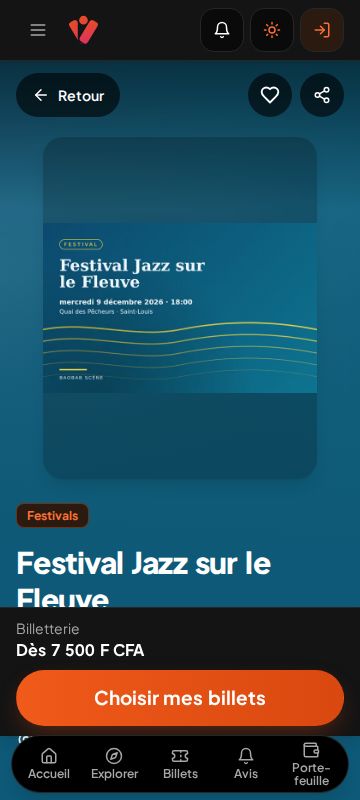 Retour
FESTIVAL
Festival Jazz sur
le Fleuve
mercredi 9 décembre 2026 · 18:00
Quai des Pêcheurs · Saint-Louis
BAOBAB SCÈNE
Festivals
Festival Jazz sur le
Fleuve
Billetterie
Dès 7 500 F CFA
Choisir mes billets
Accueil
Explorer
Billets
Avis
Porte-
feuille